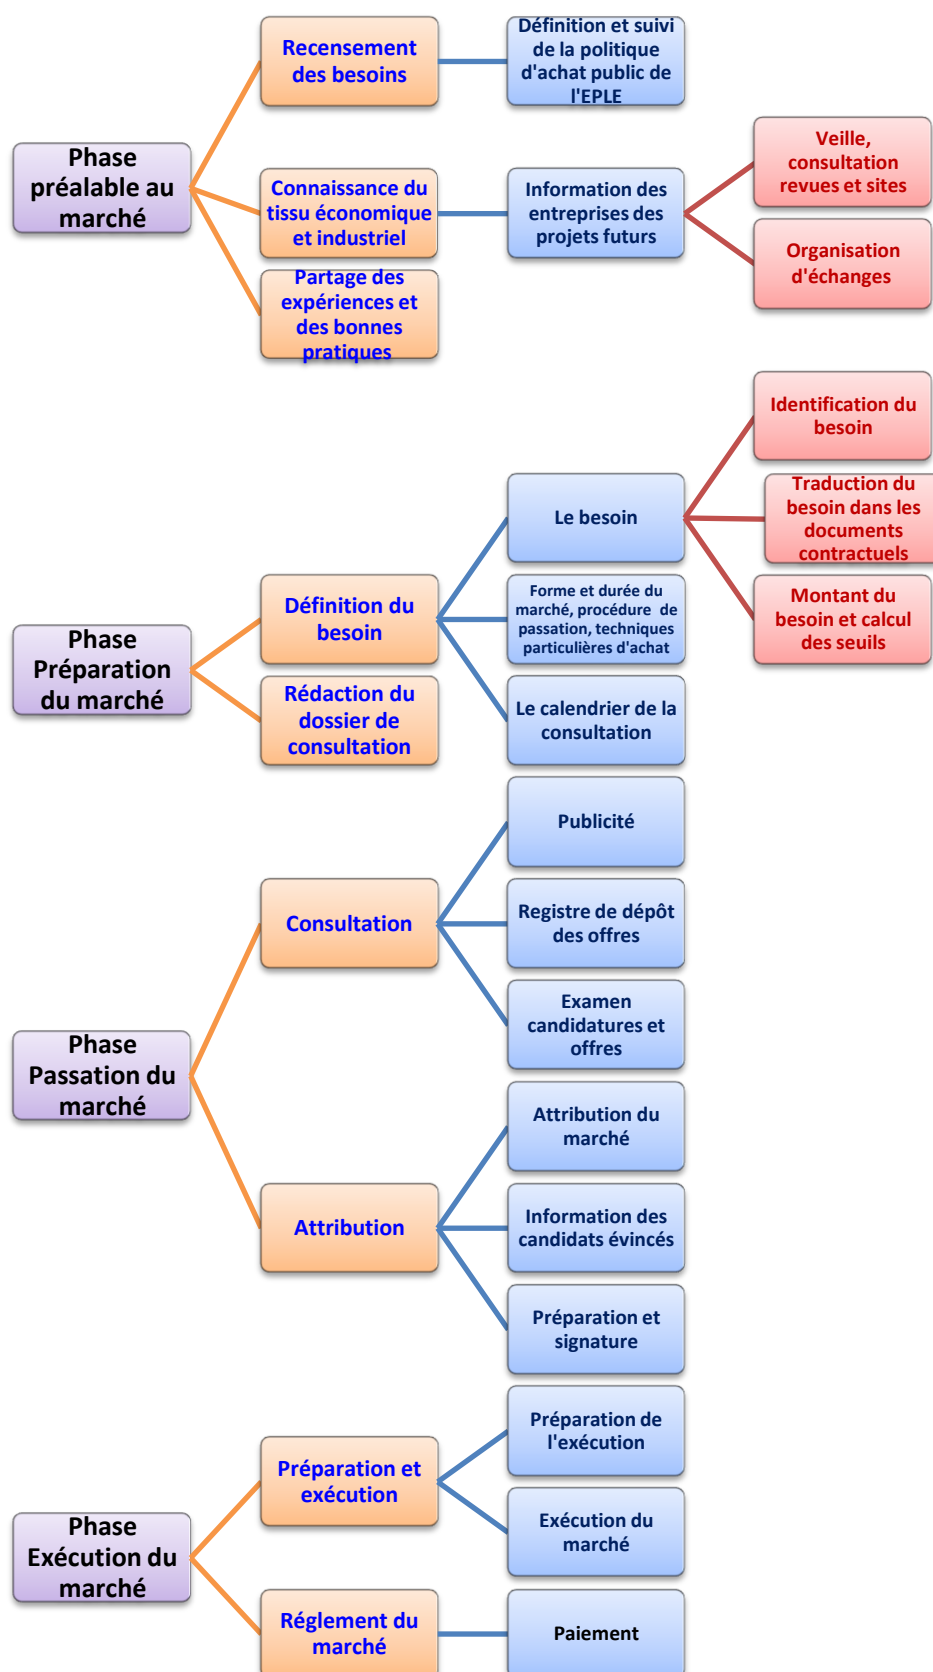 Phase
préalable au
marché
Recensement
des besoins
Définition et suivi
de la politique
d'achat public de
l'EPLE
Connaissance du
tissu économique
et industriel
Information des
entreprises des
projets futurs
Veille,
consultation
revues et sites
Organisation
d'échanges
Partage des
expériences et
des bonnes
pratiques
Phase
Préparation
du marché
Définition du
besoin
Le besoin
Identification du
besoin
Traduction du
besoin dans les
documents
contractuels
Montant du
besoin et calcul
des seuils
Forme et durée du
marché, procédure de
passation, techniques
particulières d'achat
Le calendrier de la
consultation
Rédaction du
dossier de
consultation
Phase
Passation du
marché
Consultation
Publicité
Registre de dépôt
des offres
Examen
candidatures et
offres
Attribution
Attribution du
marché
Information des
candidats évincés
Préparation et
signature
Phase
Exécution du
marché
Préparation et
exécution
Préparation de
l'exécution
Exécution du
marché
Réglement du
marché
Paiement